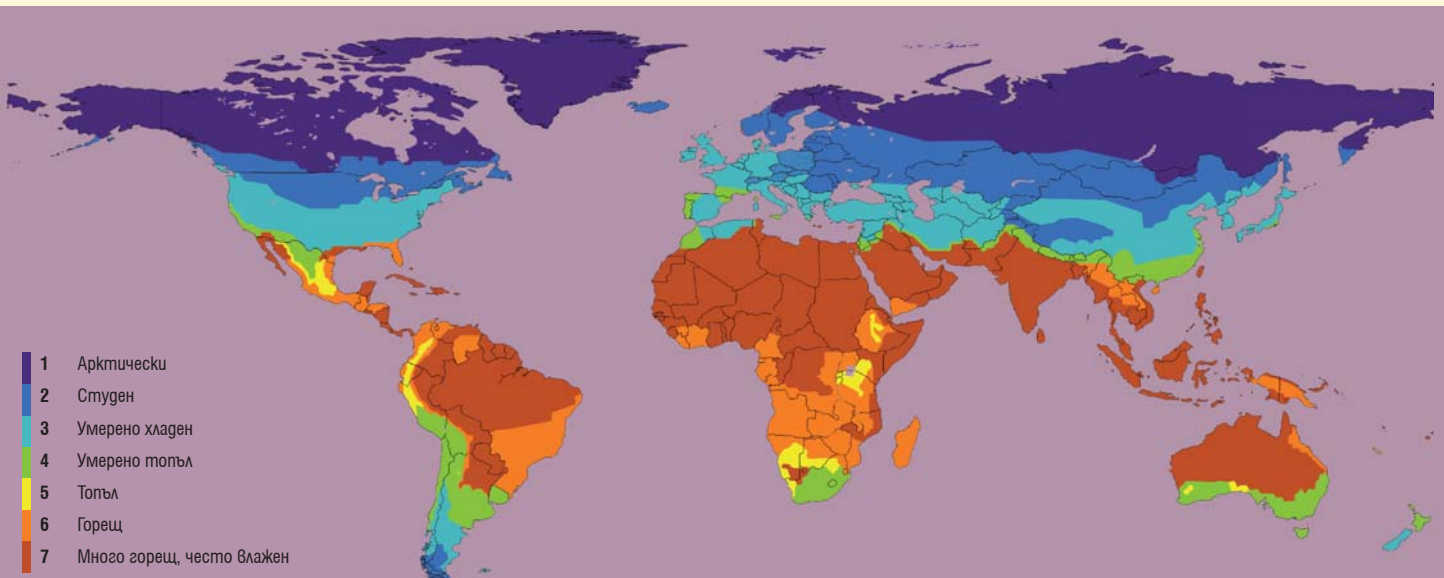 1 Арктически
2 Студен
3 Умерено хладен
4 Умерено топъл
5 Топъл
6 Горещ
7 Много горещ, често влажен